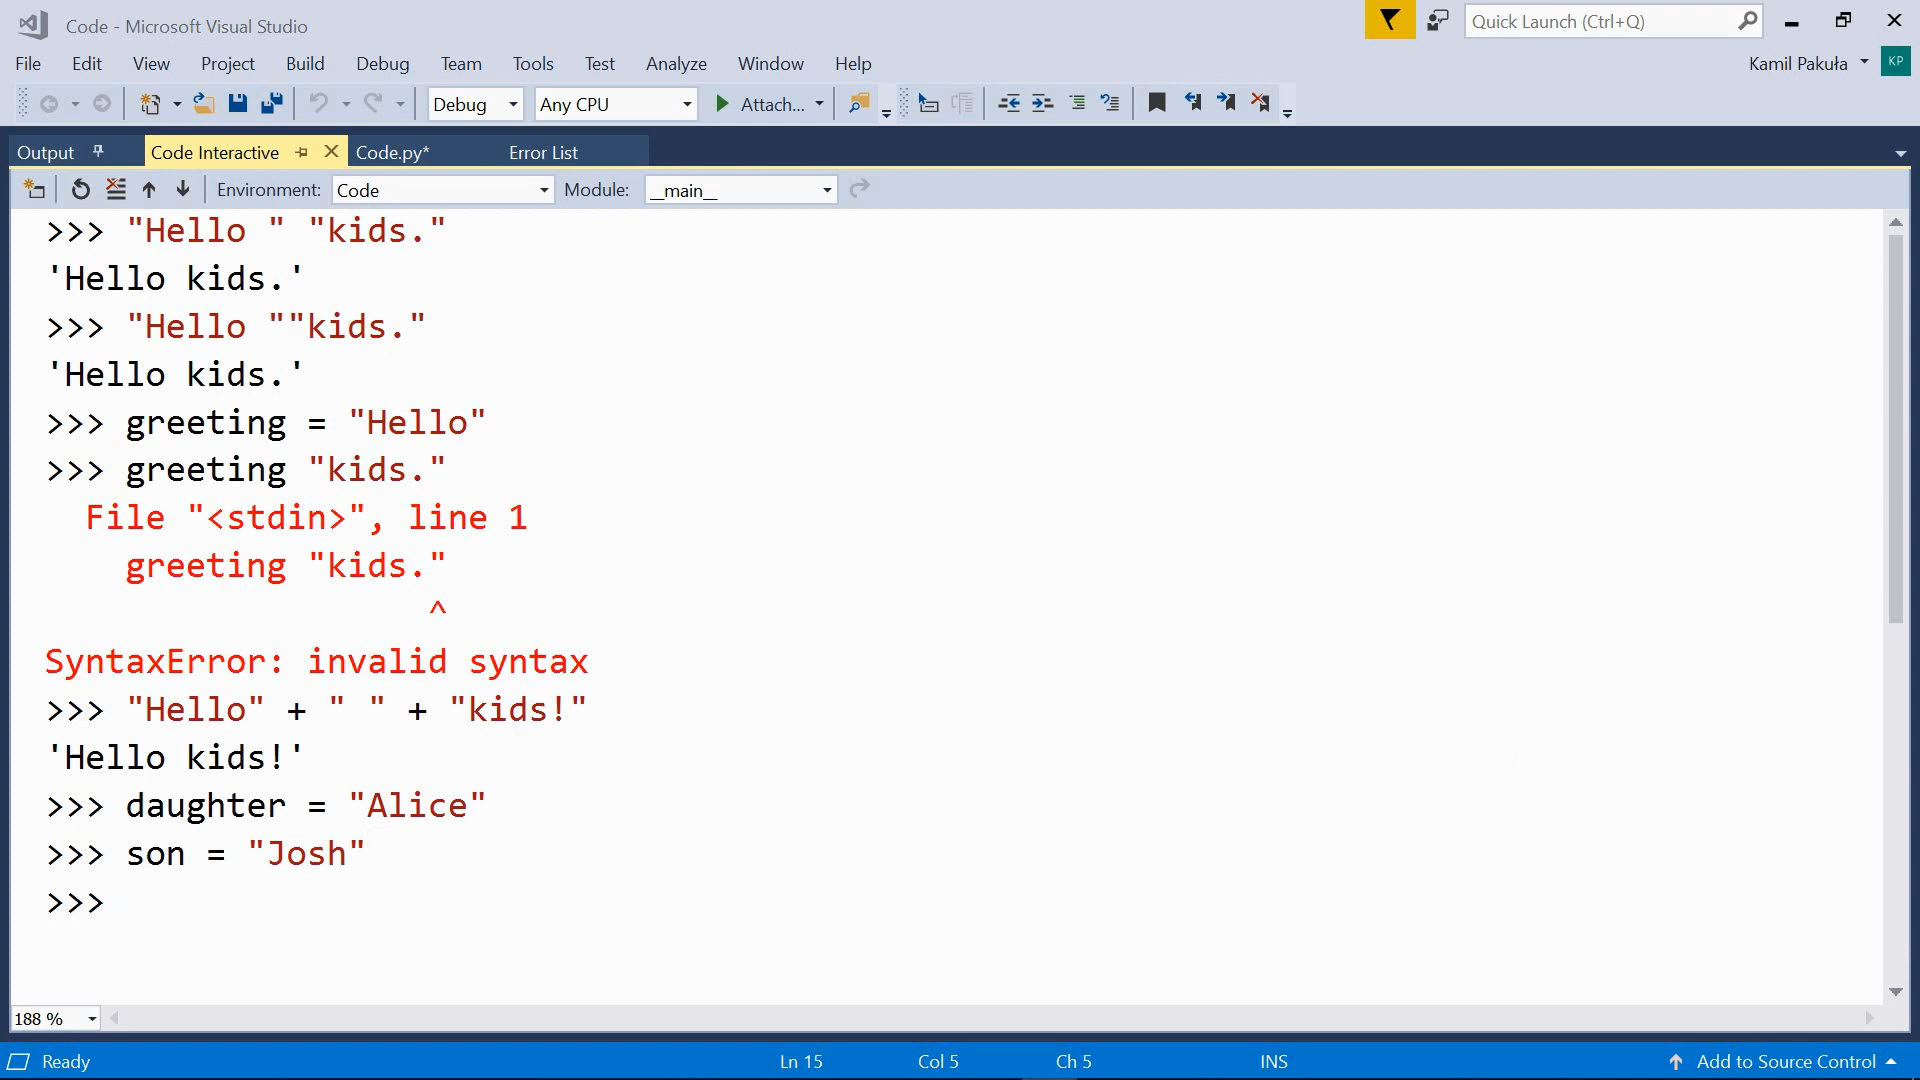 Code - Microsoft Visual Studio
Quick Launch (Ctrl+Q)
File Edit View Project Build Debug Team Tools Test Analyze Window Help
Kamil Pakuła KP
Debug Any CPU Attach...
Output Code Interactive Code.py* Error List
Environment: Code Module: __main__
>>> "Hello " "kids."
'Hello kids.'
>>> "Hello ""kids."
'Hello kids.'
>>> greeting = "Hello"
>>> greeting "kids."
File "<stdin>", line 1
greeting "kids."
^
SyntaxError: invalid syntax
>>> "Hello" + " " + "kids!"
'Hello kids!'
>>> daughter = "Alice"
>>> son = "Josh"
>>>
188 %
Ready Ln 15 Col 5 Ch 5 INS Add to Source Control